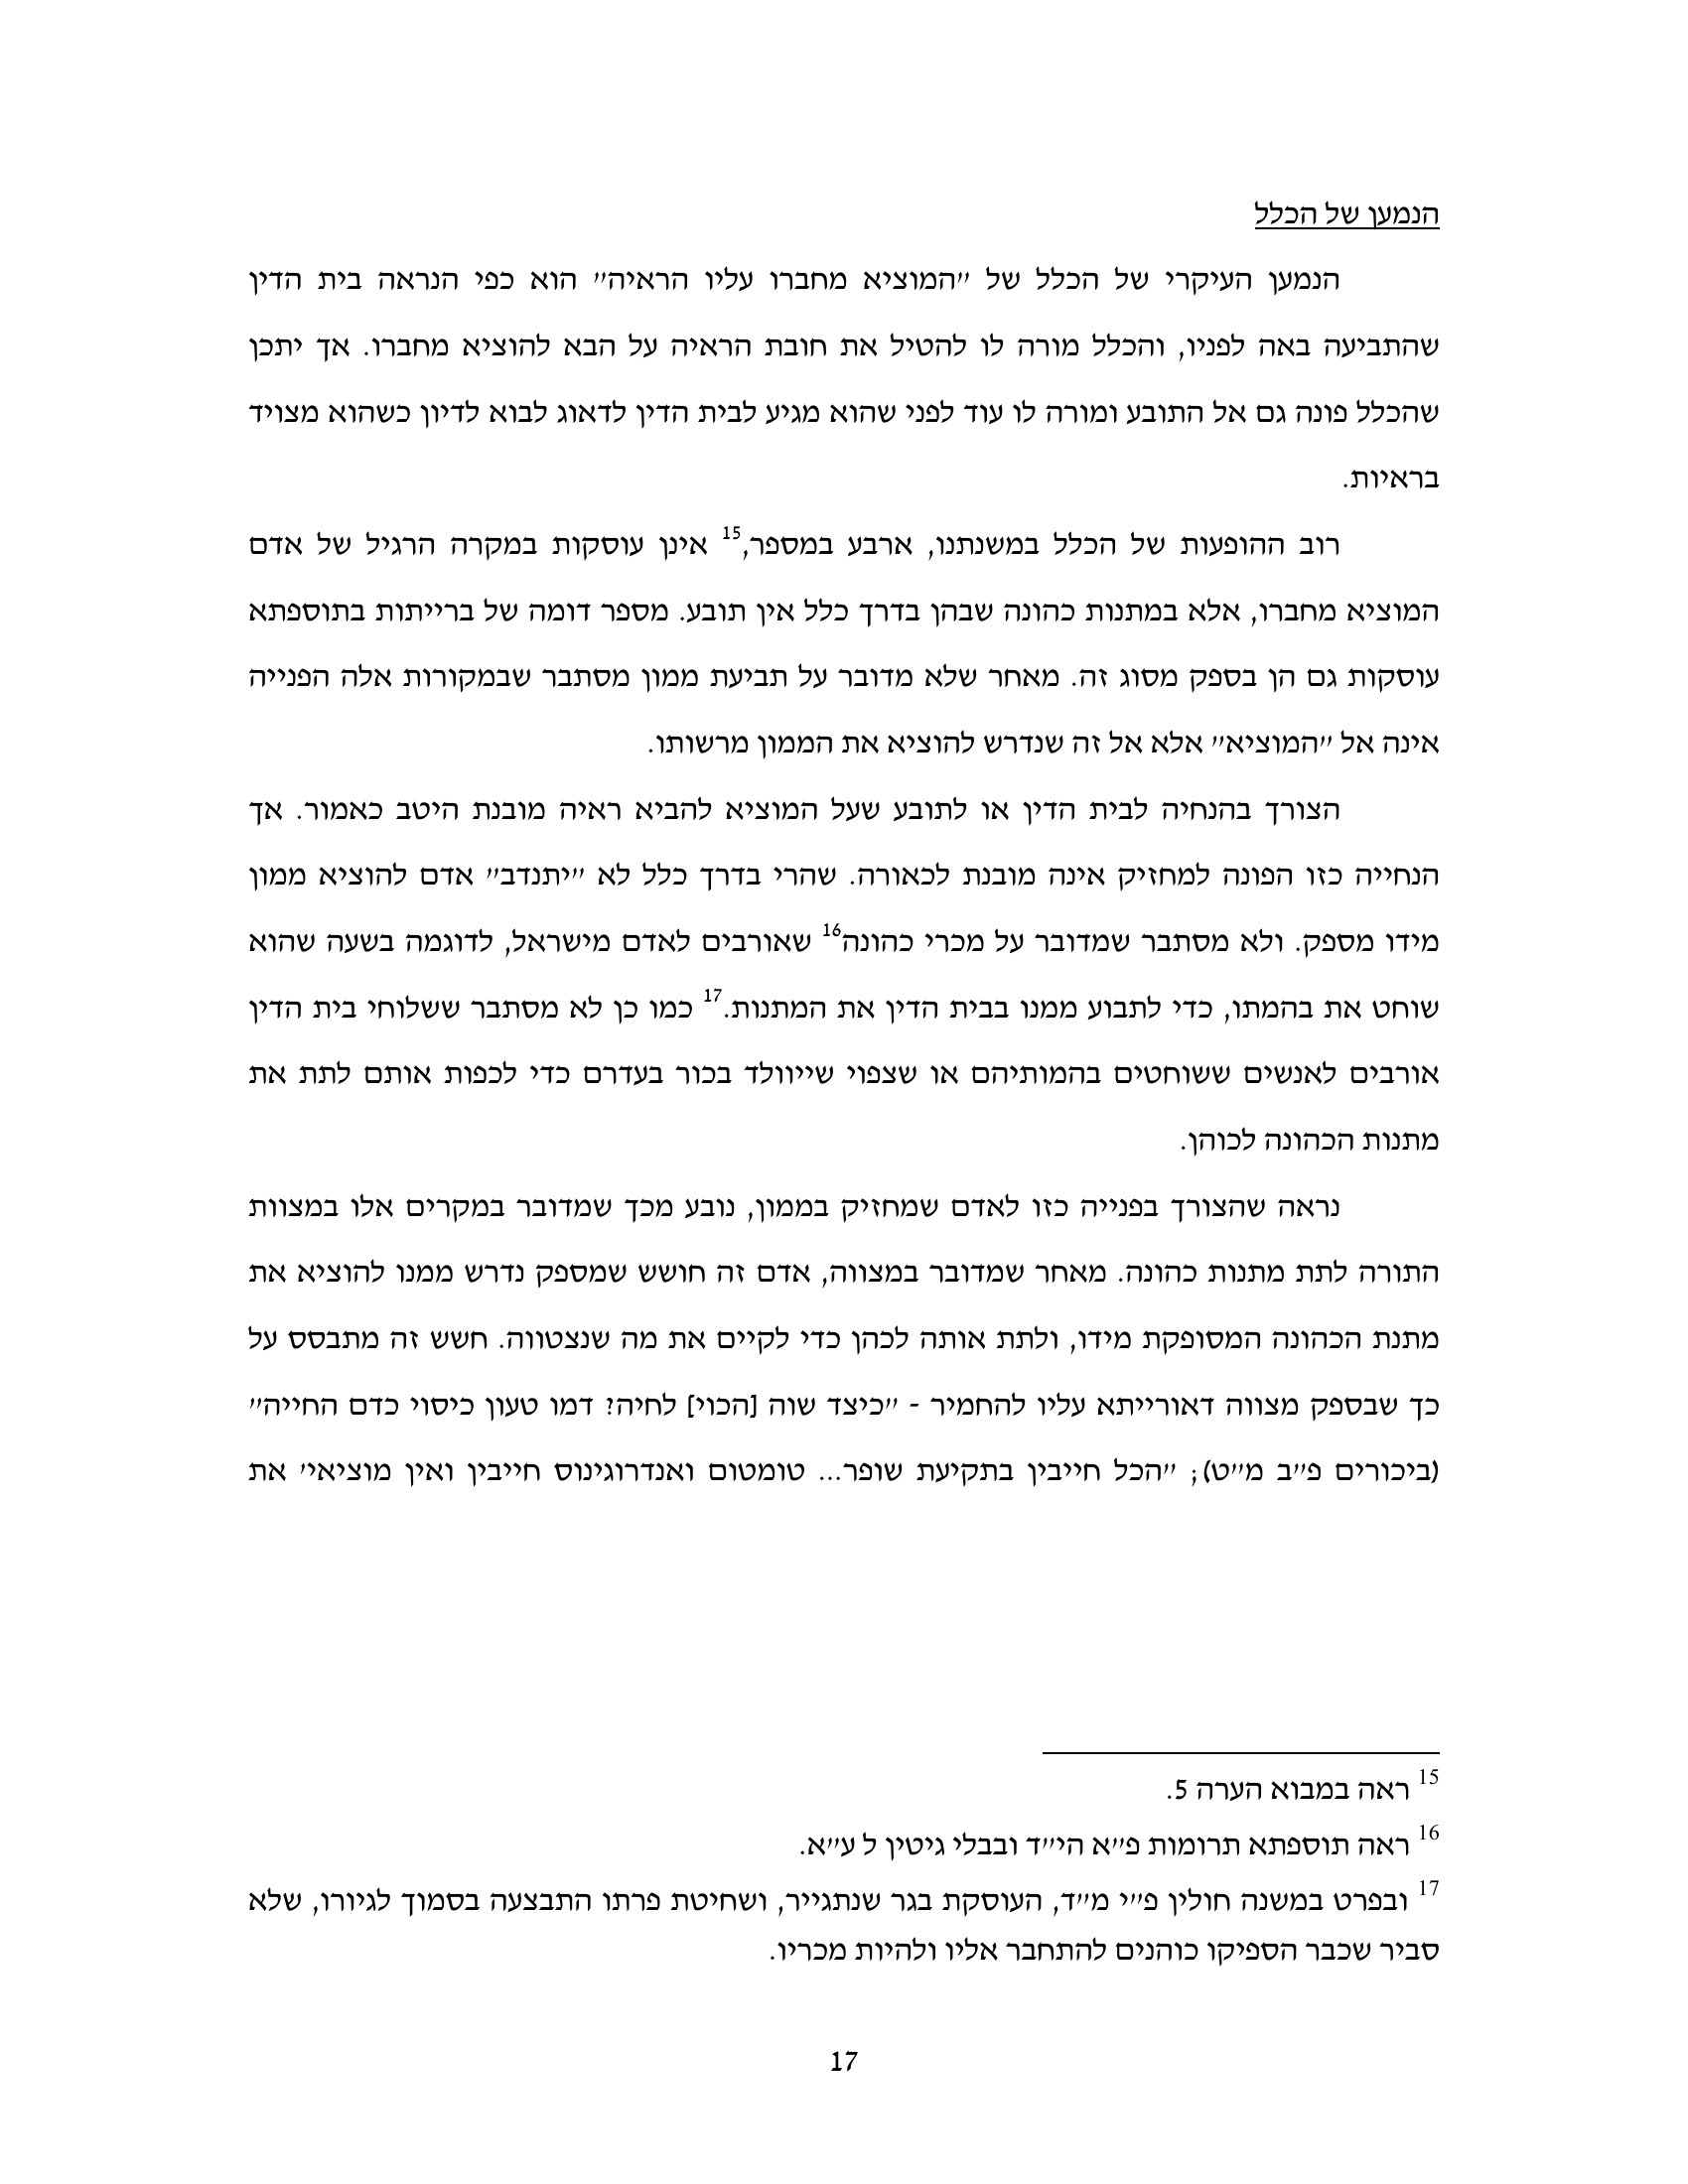 הנמען של הכלל
הנמען העיקרי של הכלל של "המוציא מחברו עליו הראיה" הוא כפי הנראה בית הדין
שהתביעה באה לפניו, והכלל מורה לו להטיל את חובת הראיה על הבא להוציא מחברו. אך יתכן
שהכלל פונה גם אל התובע ומורה לו עוד לפני שהוא מגיע לבית הדין לדאוג לבוא לדיון כשהוא מצויד
בראיות.
רוב ההופעות של הכלל במשנתנו, ארבע במספר,15 אינן עוסקות במקרה הרגיל של אדם
המוציא מחברו, אלא במתנות כהונה שבהן בדרך כלל אין תובע. מספר דומה של ברייתות בתוספתא
עוסקות גם הן בספק מסוג זה. מאחר שלא מדובר על תביעת ממון מסתבר שבמקורות אלה הפנייה
אינה אל "המוציא" אלא אל זה שנדרש להוציא את הממון מרשותו.
הצורך בהנחיה לבית הדין או לתובע שעל המוציא להביא ראיה מובנת היטב כאמור. אך
הנחייה כזו הפונה למחזיק אינה מובנת לכאורה. שהרי בדרך כלל לא "יתנדב" אדם להוציא ממון
מידו מספק. ולא מסתבר שמדובר על מכרי כהונה16 שאורבים לאדם מישראל, לדוגמה בשעה שהוא
שוחט את בהמתו, כדי לתבוע ממנו בבית הדין את המתנות.17 כמו כן לא מסתבר ששלוחי בית הדין
אורבים לאנשים ששוחטים בהמותיהם או שצפוי שייוולד בכור בעדרם כדי לכפות אותם לתת את
מתנות הכהונה לכוהן.
נראה שהצורך בפנייה כזו לאדם שמחזיק בממון, נובע מכך שמדובר במקרים אלו במצוות
התורה לתת מתנות כהונה. מאחר שמדובר במצווה, אדם זה חושש שמספק נדרש ממנו להוציא את
מתנת הכהונה המסופקת מידו, ולתת אותה לכהן כדי לקיים את מה שנצטווה. חשש זה מתבסס על
כך שבספק מצווה דאורייתא עליו להחמיר - "כיצד שוה [הכוי] לחיה? דמו טעון כיסוי כדם החייה"
(ביכורים פ"ב מ"ט); "הכל חייבין בתקיעת שופר... טומטום ואנדרוגינוס חייבין ואין מוציאי' את
15 ראה במבוא הערה 5.
16 ראה תוספתא תרומות פ"א הי"ד ובבלי גיטין ל ע"א.
17 ובפרט במשנה חולין פ"י מ"ד, העוסקת בגר שנתגייר, ושחיטת פרתו התבצעה בסמוך לגיורו, שלא
סביר שכבר הספיקו כוהנים להתחבר אליו ולהיות מכריו.
17